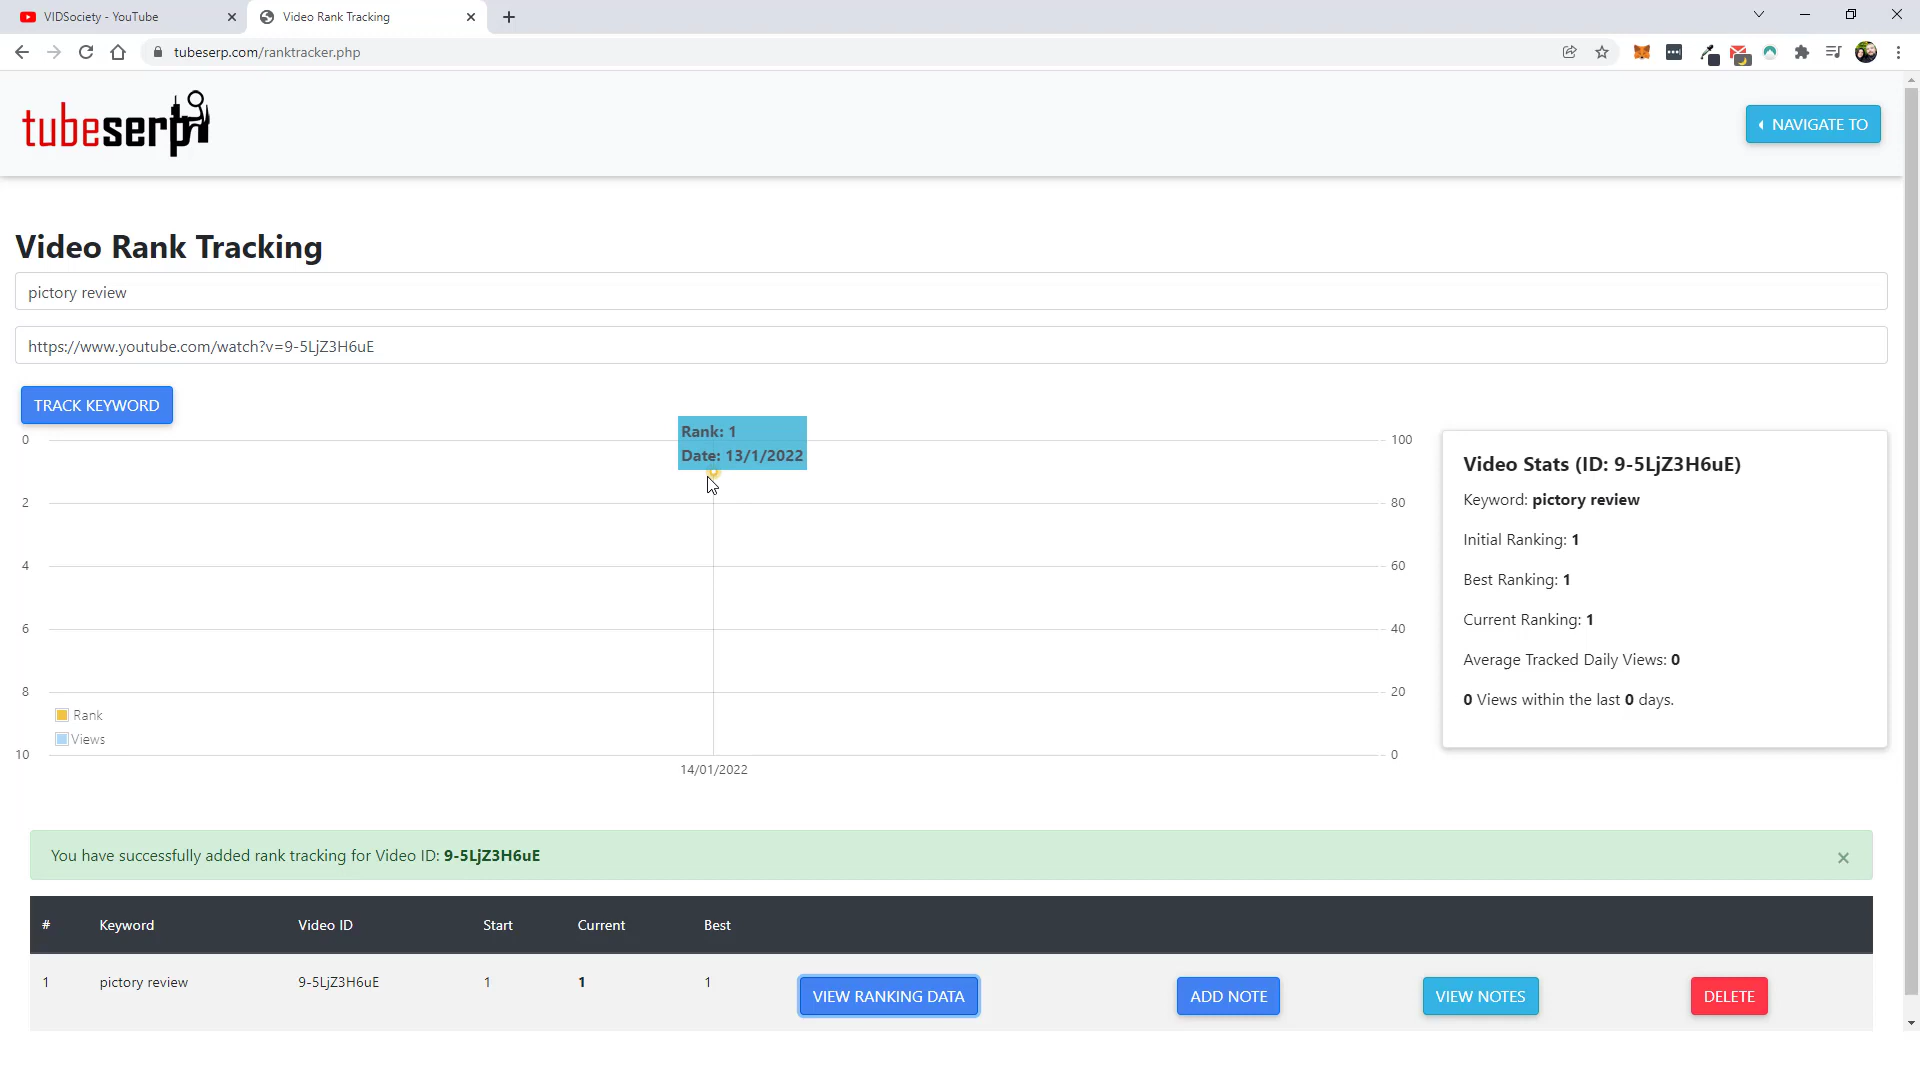 VIDSociety - YouTube
Video Rank Tracking
tubeserp.com/ranktracker.php
tubeserp
NAVIGATE TO
Video Rank Tracking
pictory review
https://www.youtube.com/watch?v=9-5LjZ3H6uE
TRACK KEYWORD
Rank: 1
Date: 13/1/2022
0
2
4
6
8
10
100
80
60
40
20
0
Rank
Views
14/01/2022
Video Stats (ID: 9-5LjZ3H6uE)
Keyword: pictory review
Initial Ranking: 1
Best Ranking: 1
Current Ranking: 1
Average Tracked Daily Views: 0
0 Views within the last 0 days.
You have successfully added rank tracking for Video ID: 9-5LjZ3H6uE
# Keyword Video ID Start Current Best
1 pictory review 9-5LjZ3H6uE 1 1 1 VIEW RANKING DATA ADD NOTE VIEW NOTES DELETE